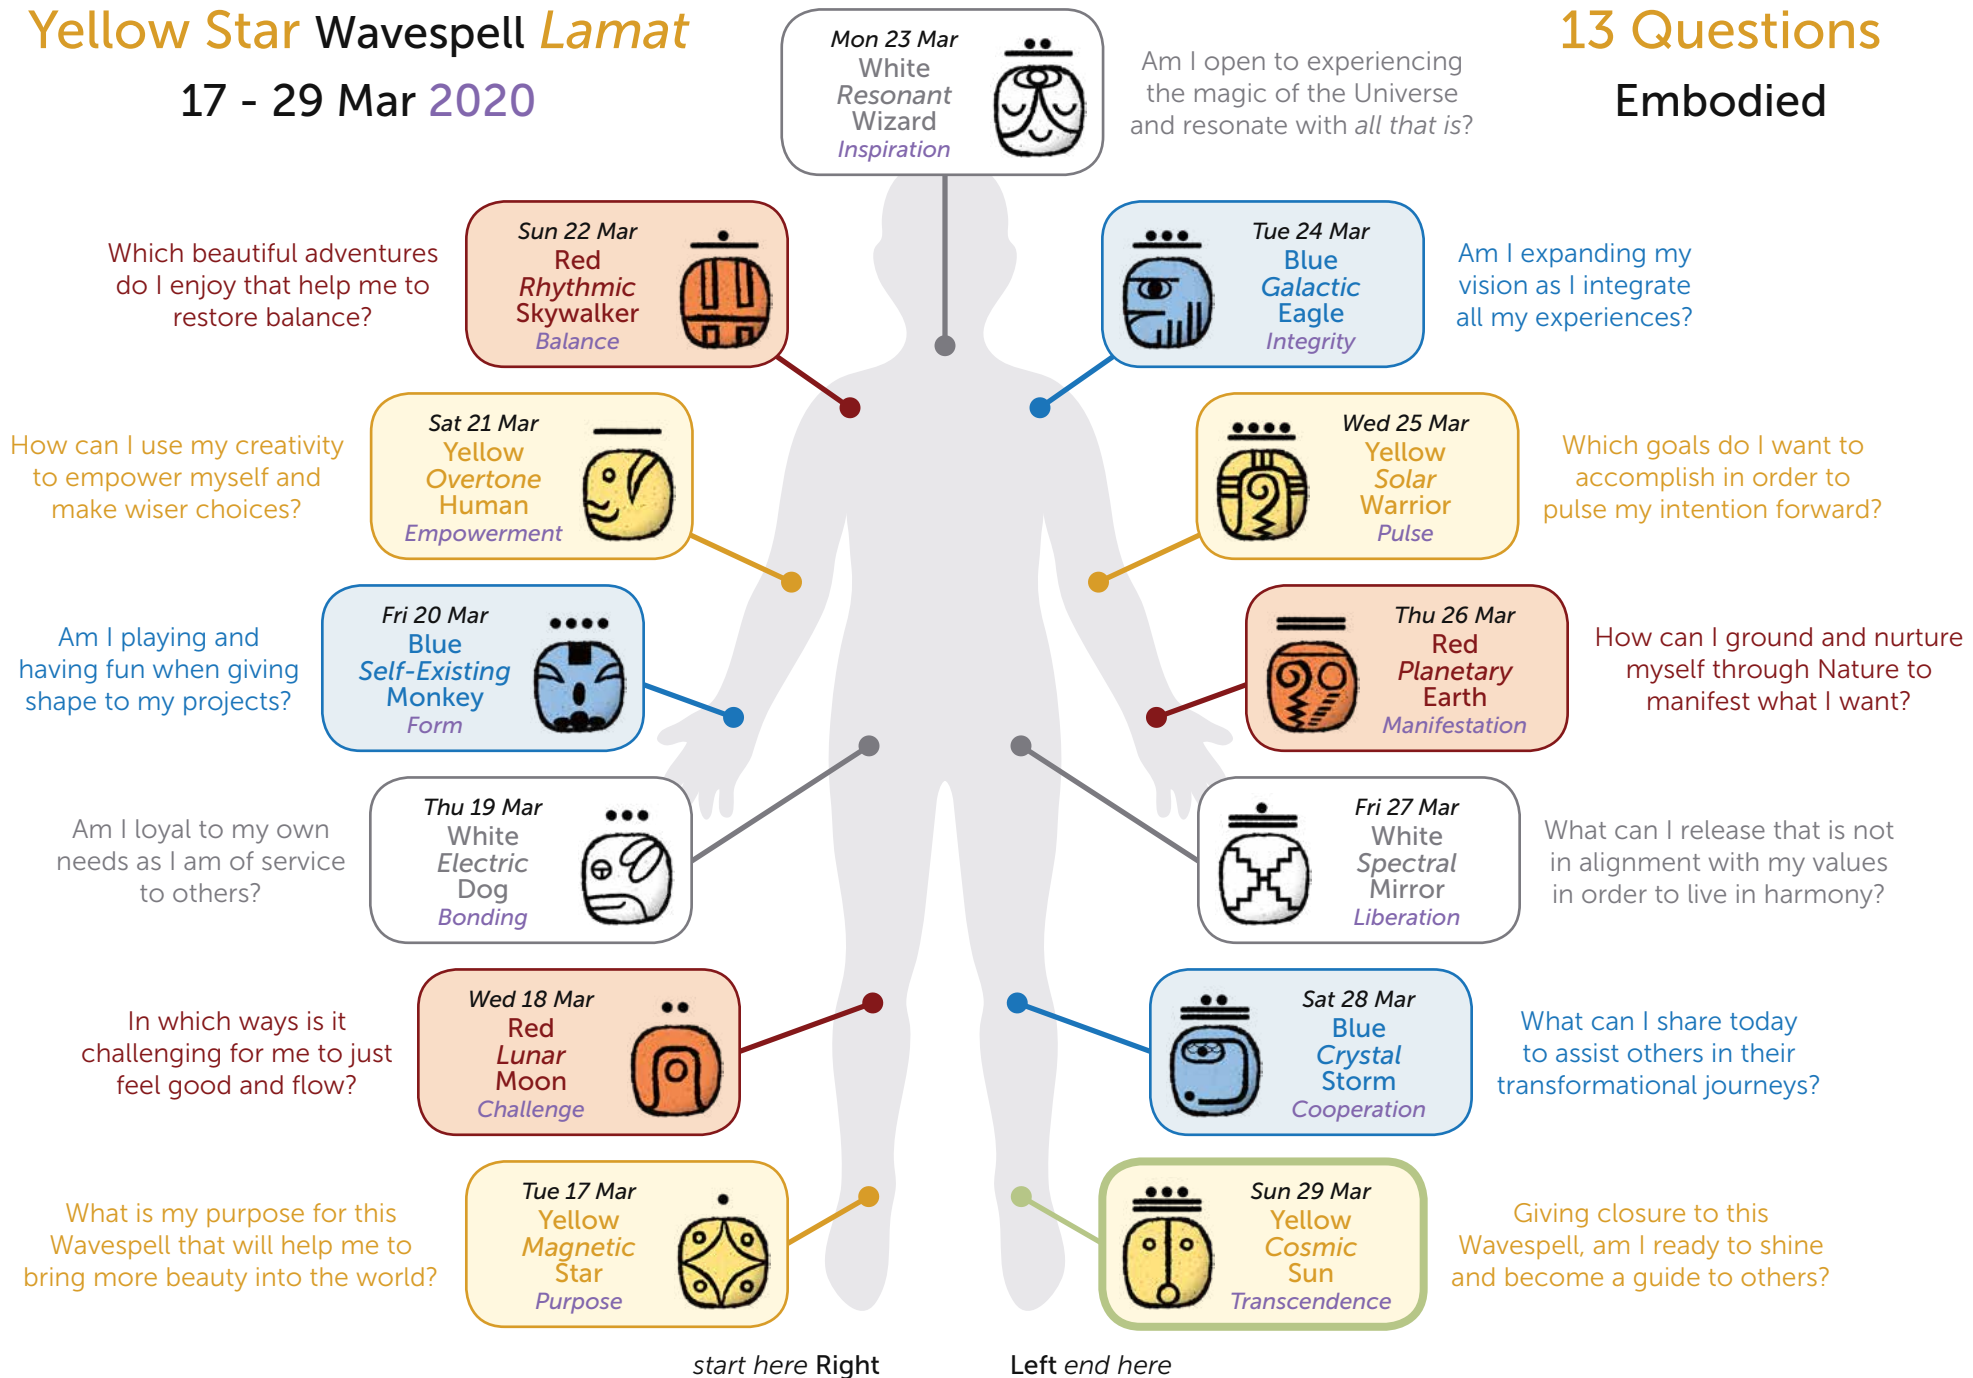 Yellow Star Wavespell Lamat
17 - 29 Mar 2020
13 Questions
Embodied
Mon 23 Mar
White
Resonant
Wizard
Inspiration
Am I open to experiencing
the magic of the Universe
and resonate with all that is?
Which beautiful adventures
do I enjoy that help me to
restore balance?
Sun 22 Mar
Red
Rhythmic
Skywalker
Balance
Tue 24 Mar
Blue
Galactic
Eagle
Integrity
Am I expanding my
vision as I integrate
all my experiences?
How can I use my creativity
to empower myself and
make wiser choices?
Sat 21 Mar
Yellow
Overtone
Human
Empowerment
Wed 25 Mar
Yellow
Solar
Warrior
Pulse
Which goals do I want to
accomplish in order to
pulse my intention forward?
Am I playing and
having fun when giving
shape to my projects?
Fri 20 Mar
Blue
Self-Existing
Monkey
Form
Thu 26 Mar
Red
Planetary
Earth
Manifestation
How can I ground and nurture
myself through Nature to
manifest what I want?
Am I loyal to my own
needs as I am of service
to others?
Thu 19 Mar
White
Electric
Dog
Bonding
Fri 27 Mar
White
Spectral
Mirror
Liberation
What can I release that is not
in alignment with my values
in order to live in harmony?
In which ways is it
challenging for me to just
feel good and flow?
Wed 18 Mar
Red
Lunar
Moon
Challenge
Sat 28 Mar
Blue
Crystal
Storm
Cooperation
What can I share today
to assist others in their
transformational journeys?
What is my purpose for this
Wavespell that will help me to
bring more beauty into the world?
Tue 17 Mar
Yellow
Magnetic
Star
Purpose
Sun 29 Mar
Yellow
Cosmic
Sun
Transcendence
Giving closure to this
Wavespell, am I ready to shine
and become a guide to others?
start here Right
Left end here